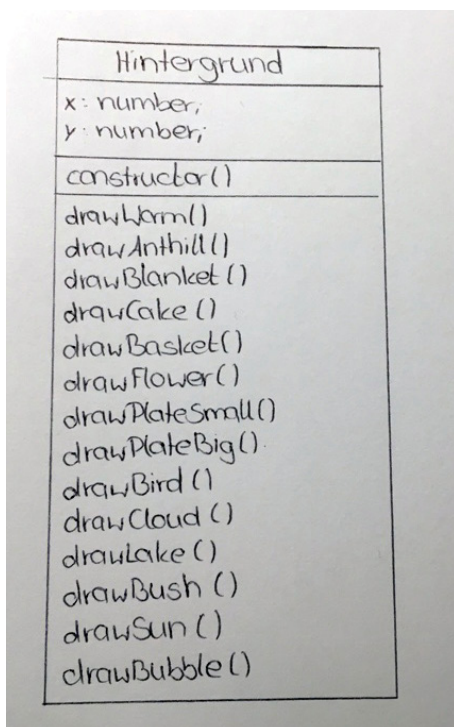 Hintergrund
x: number;
y: number;
constructor()
drawWorm()
drawAnthill()
drawBlanket()
drawCake()
drawBasket()
drawFlower()
drawPlateSmall()
drawPlateBig()
drawBird()
drawCloud()
drawLake()
drawBush()
drawSun()
drawBubble()